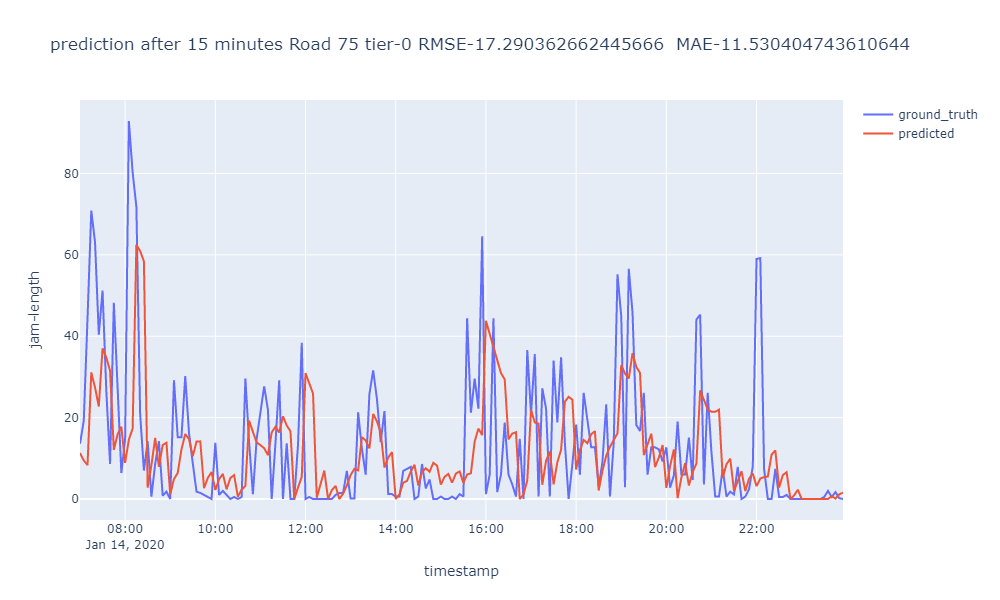 prediction after 15 minutes Road 75 tier-0 RMSE-17.290362662445666  MAE-11.530404743610644
ground_truth
predicted
80
60
40
20
0
jam-length
08:00 10:00 12:00 14:00 16:00 18:00 20:00 22:00
Jan 14, 2020
timestamp